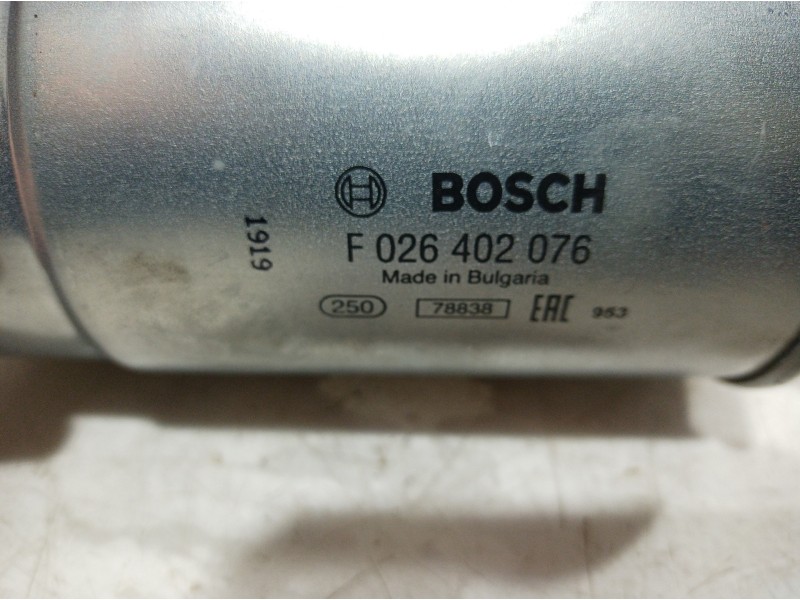 BOSCH
F 026 402 076
Made in Bulgaria
250 78838 EAC 953
1919